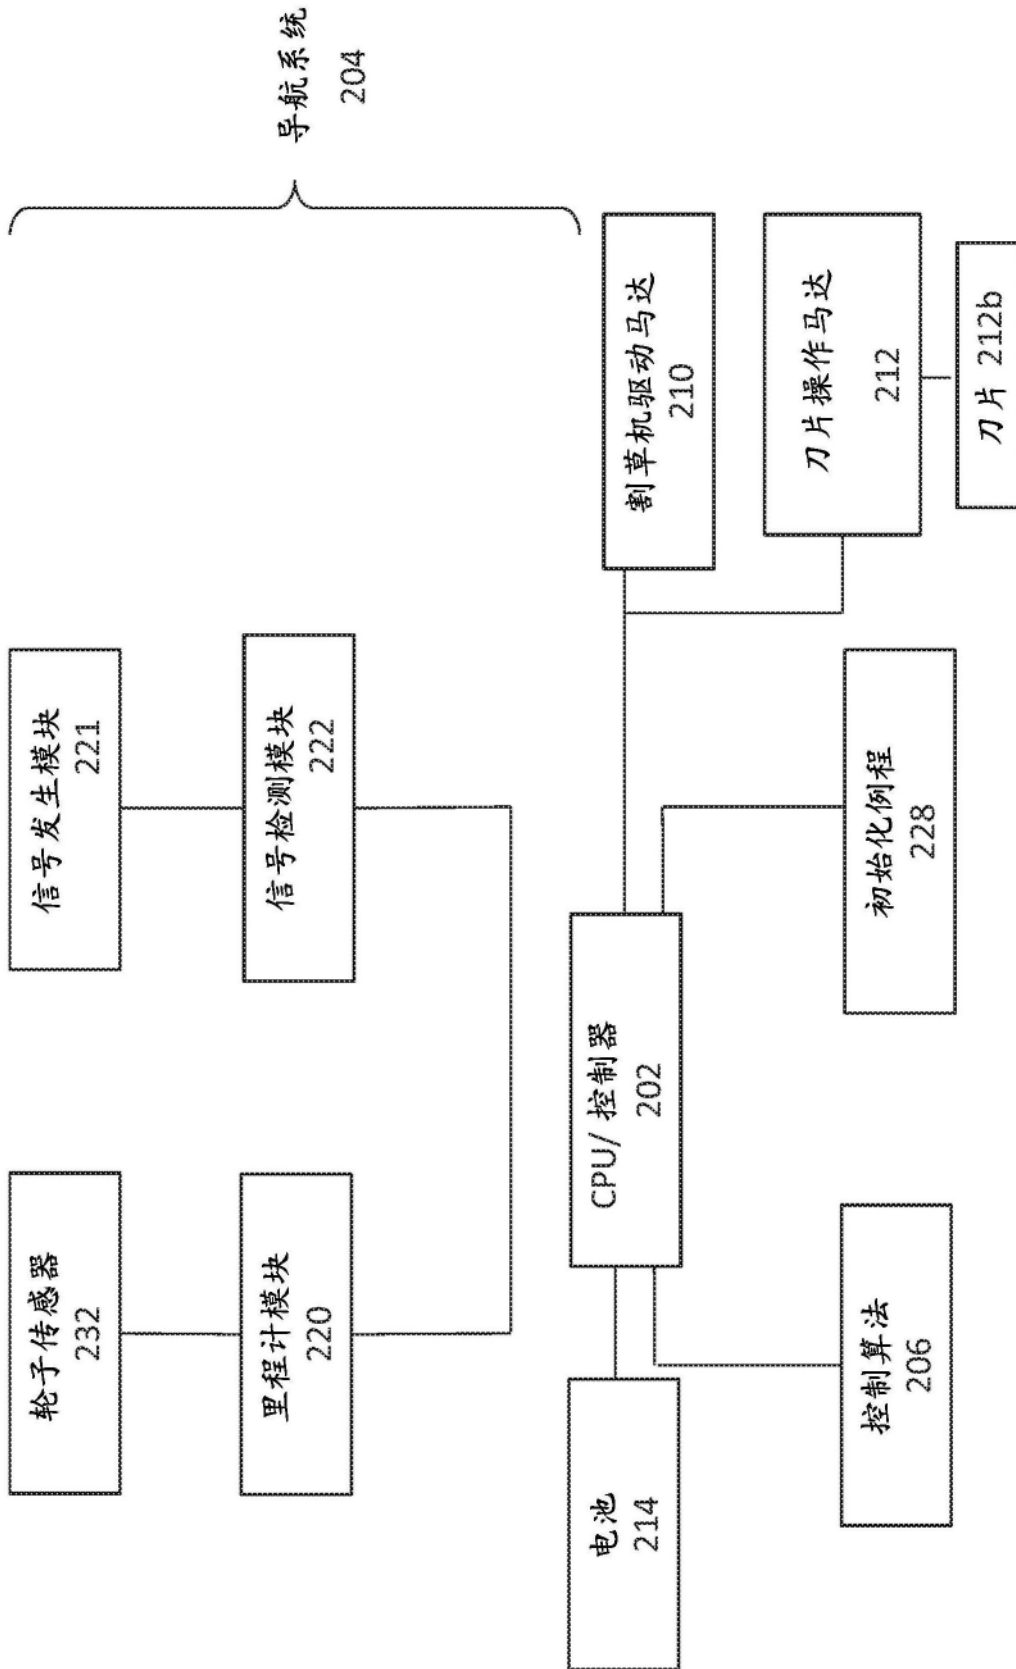 轮子传感器
232
信号发生模块
221
里程计模块
220
信号检测模块
222
导航系统
204
电池
214
CPU/ 控制器
202
割草机驱动马达
210
控制算法
206
初始化例程
228
刀片操作马达
212
刀片 212b